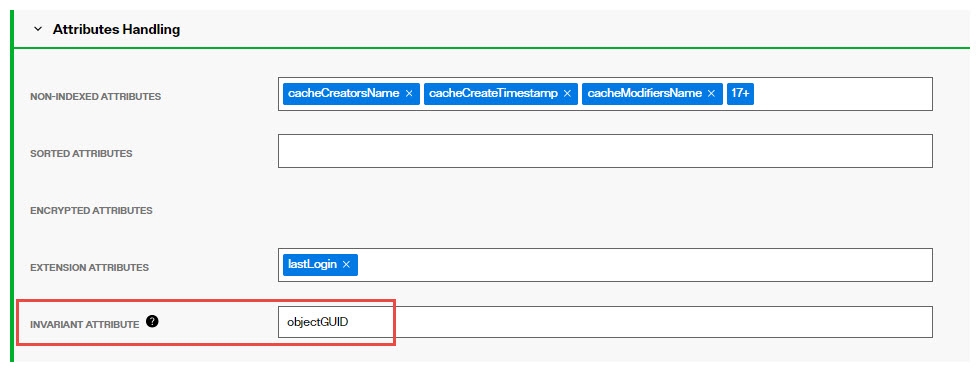 Attributes Handling
NON-INDEXED ATTRIBUTES cacheCreatorsName × cacheCreateTimestamp × cacheModifiersName × 17+
SORTED ATTRIBUTES
ENCRYPTED ATTRIBUTES
EXTENSION ATTRIBUTES lastLogin ×
INVARIANT ATTRIBUTE ? objectGUID